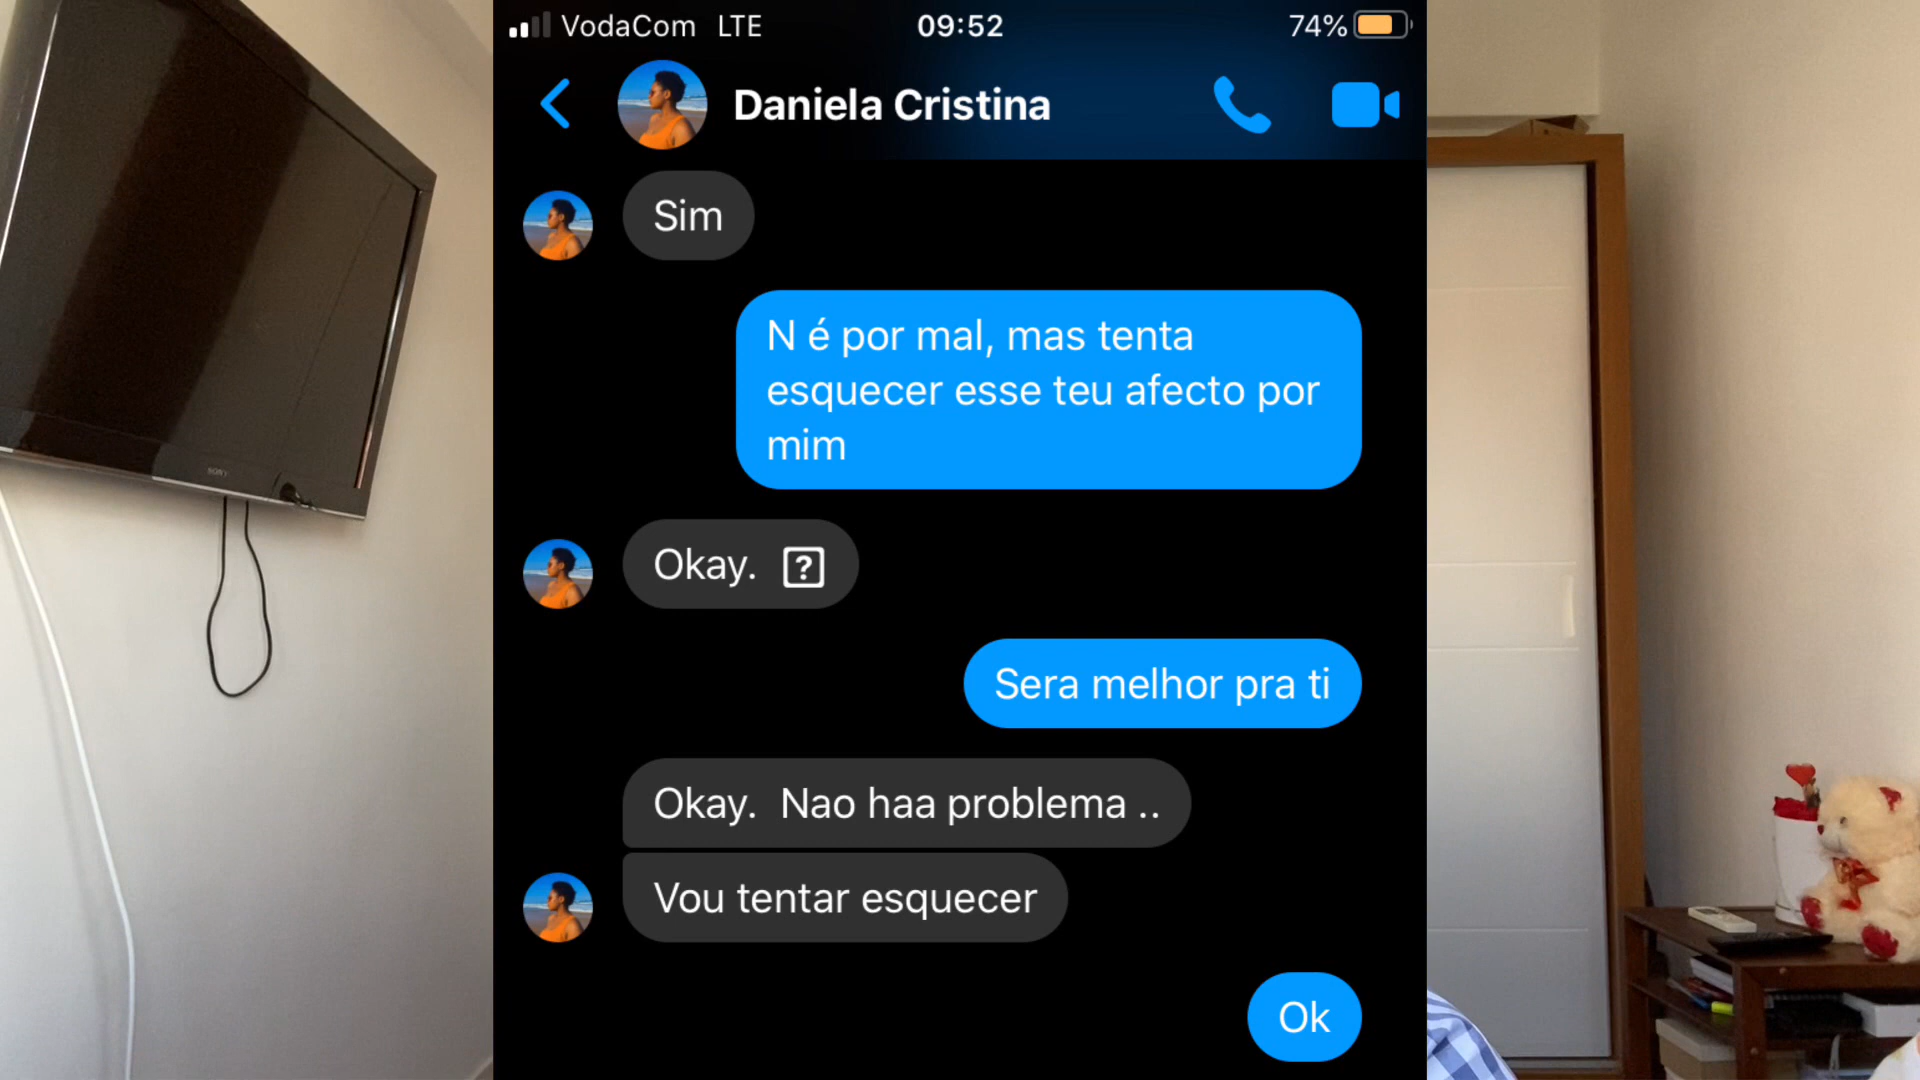 VodaCom LTE 09:52 74%
Daniela Cristina
Sim
N é por mal, mas tenta
esquecer esse teu afecto por
mim
Okay. ?
Sera melhor pra ti
Okay. Nao haa problema ..
Vou tentar esquecer
Ok
SONY